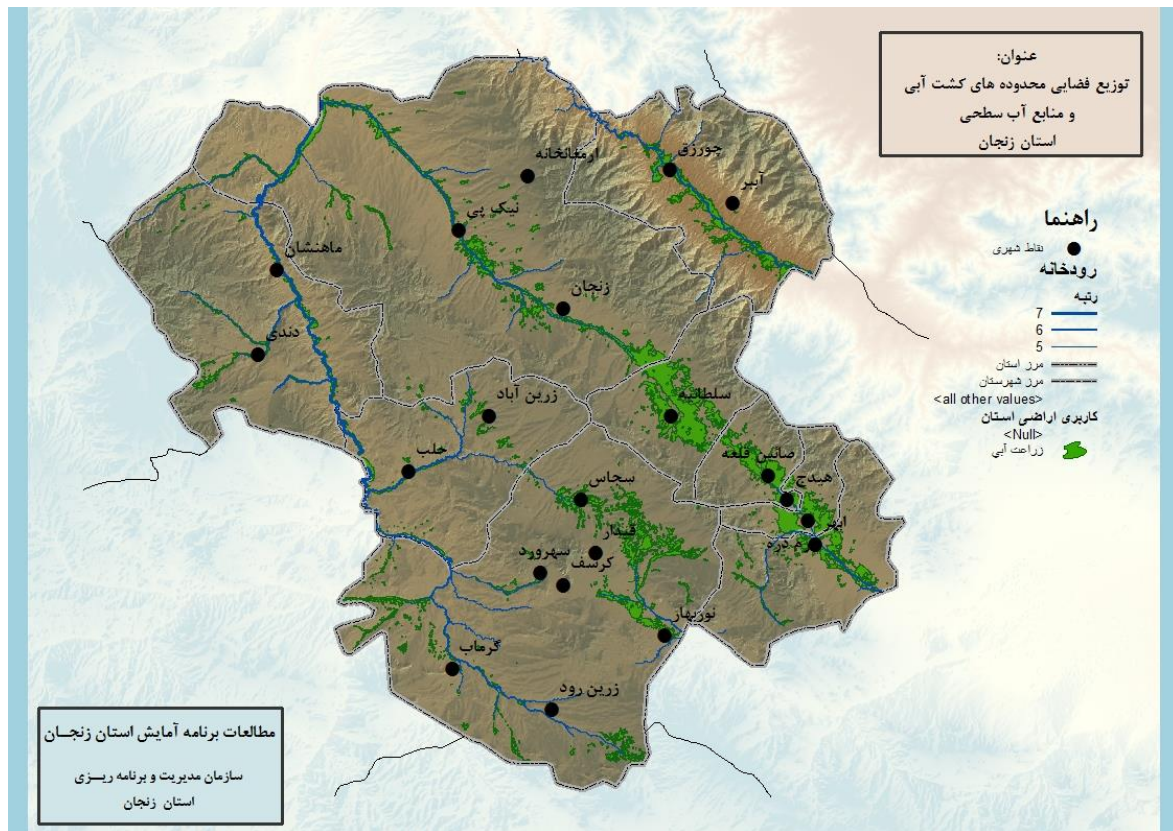 عنوان:
توزیع فضایی محدوده های کشت آبی
و منابع آب سطحی
استان زنجان
راهنما
نقاط شهری
رودخانه
رتبه
7
6
5
مرز استان
مرز شهرستان
<all other values>
کاربری اراضی استان
<Null>
زراعت آبی
ارمغانخانه
چورزق
آببر
نیک پی
ماهنشان
زنجان
دندی
زرین آباد
سلطانیه
حلب
صائین قلعه
هیدج
سجاس
ابهر
قیدار
دره
سهرورد
کرسف
نوربهار
گرماب
زرین رود
مطالعات برنامه آمایش استان زنجـان
سازمان مدیریت و برنامه ریـزی
استان زنجان